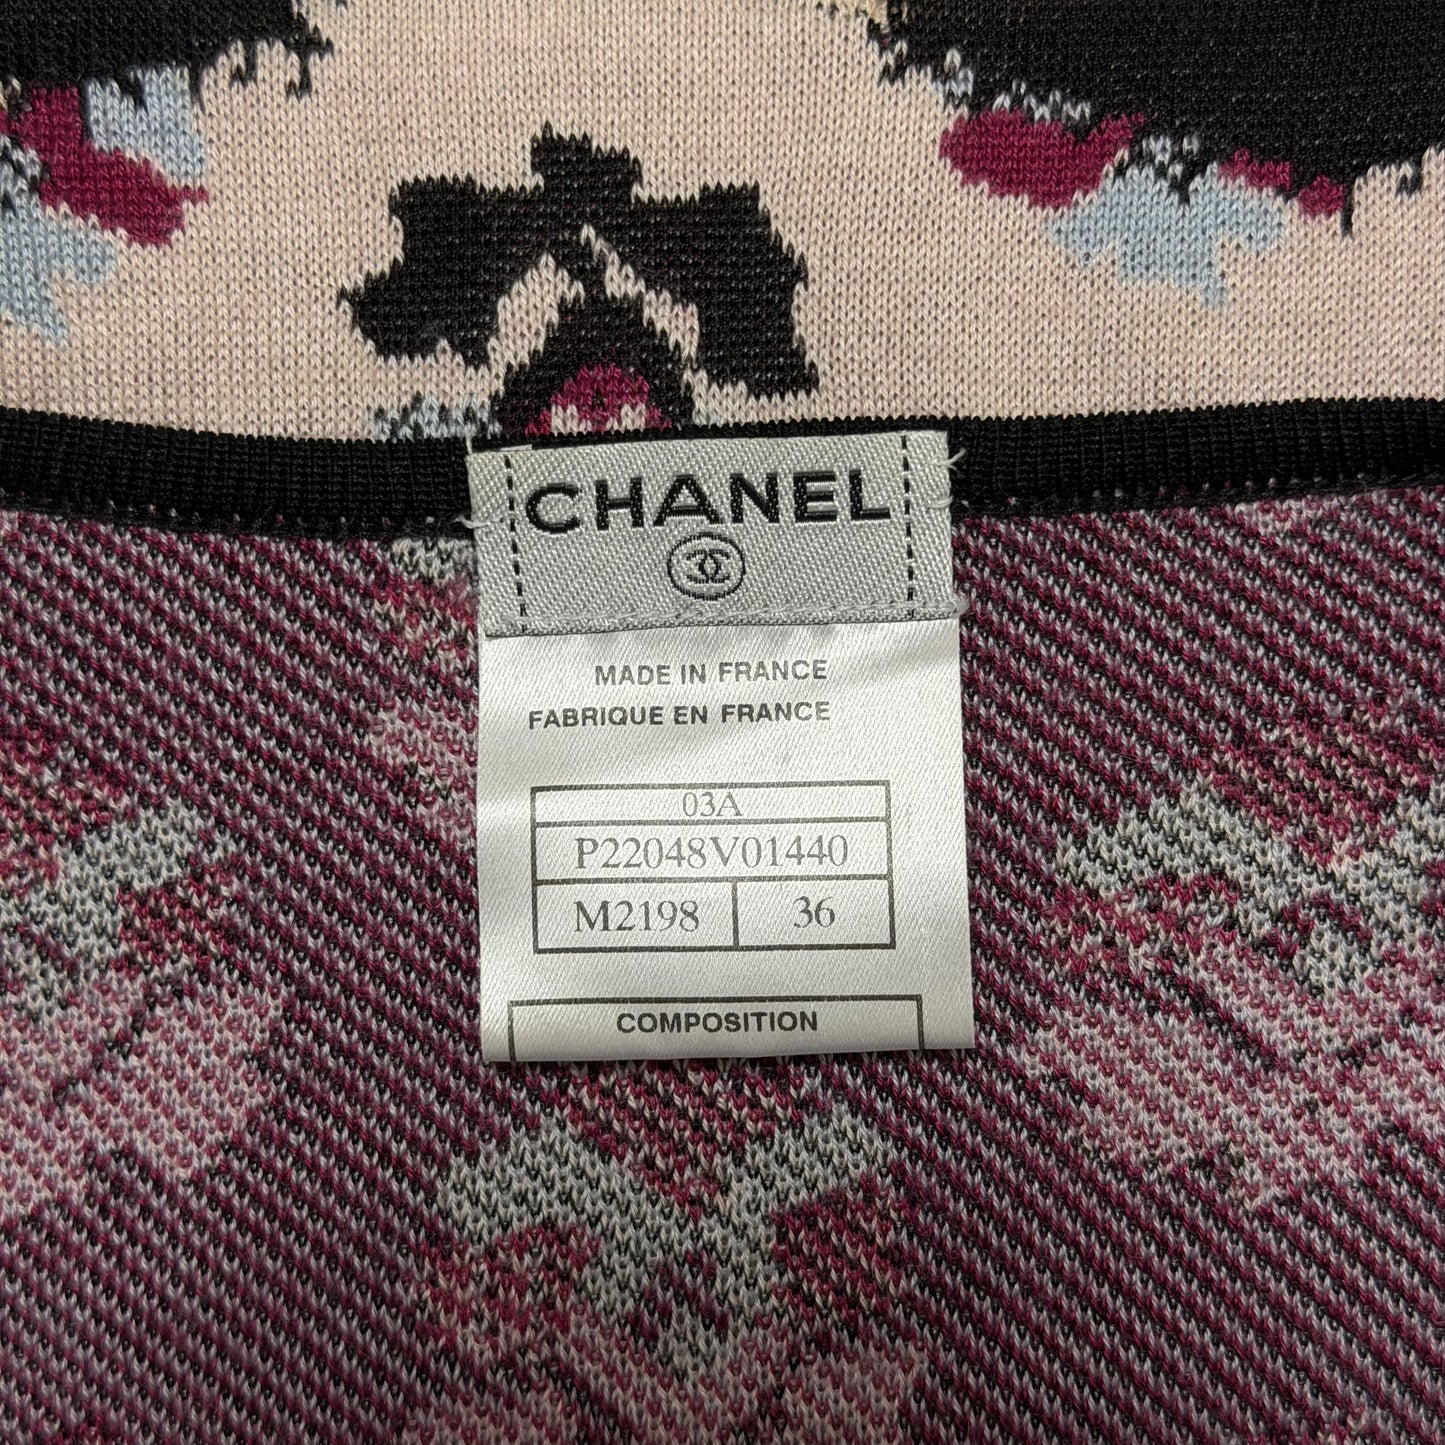 CHANEL
MADE IN FRANCE
FABRIQUE EN FRANCE
03A
P22048V01440
M2198 36
COMPOSITION